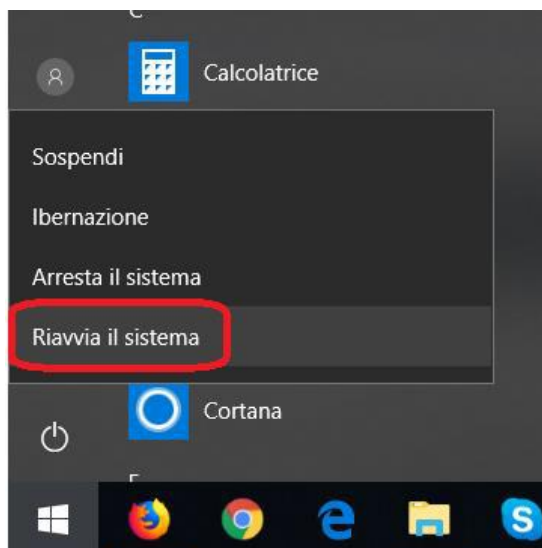 Calcolatrice
Sospendi
Ibernazione
Arresta il sistema
Riavvia il sistema
Cortana